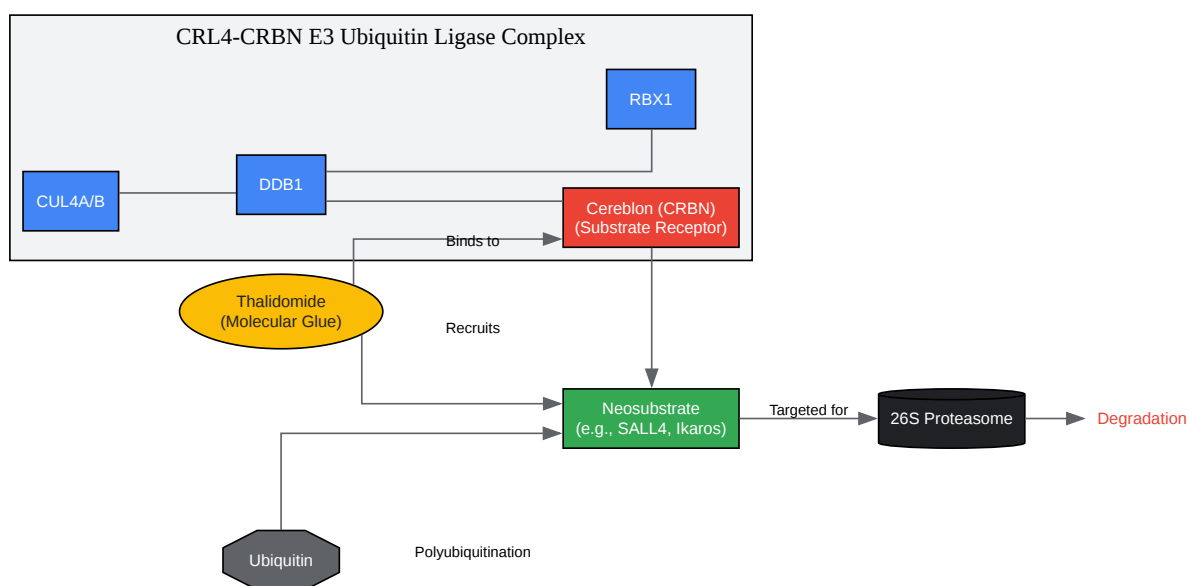 CRL4-CRBN E3 Ubiquitin Ligase Complex
RBX1
DDB1
CUL4A/B
Cereblon (CRBN)
(Substrate Receptor)
Binds to
Thalidomide
(Molecular Glue)
Recruits
Neosubstrate
(e.g., SALL4, Ikaros)
Targeted for
26S Proteasome
Degradation
Ubiquitin
Polyubiquitination